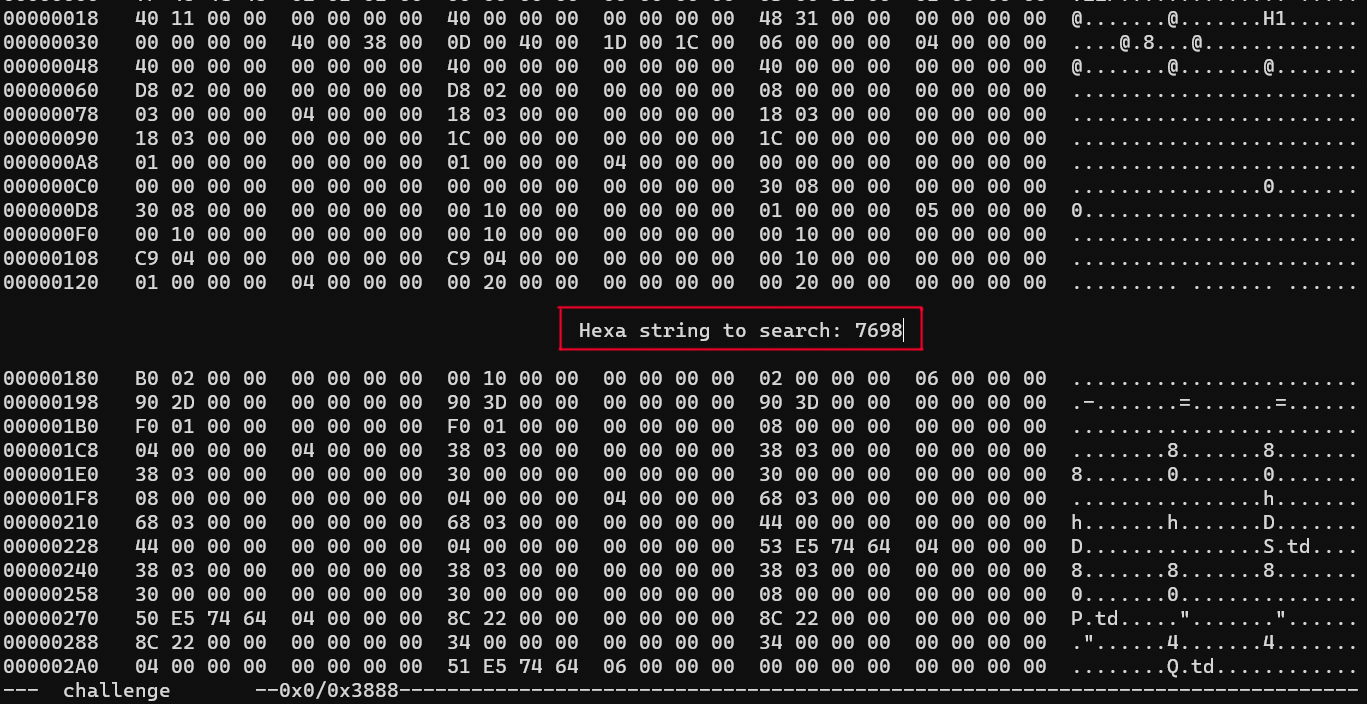 00000018 40 11 00 00 00 00 00 00 40 00 00 00 00 00 00 00 48 31 00 00 00 00 00 00 @.......@.......H1......
00000030 00 00 00 00 40 00 38 00 0D 00 40 00 1D 00 1C 00 06 00 00 00 04 00 00 00 ....@.8...@.............
00000048 40 00 00 00 00 00 00 00 40 00 00 00 00 00 00 00 40 00 00 00 00 00 00 00 @.......@.......@.......
00000060 D8 02 00 00 00 00 00 00 D8 02 00 00 00 00 00 00 08 00 00 00 00 00 00 00 ........................
00000078 03 00 00 00 04 00 00 00 18 03 00 00 00 00 00 00 18 03 00 00 00 00 00 00 ........................
00000090 18 03 00 00 00 00 00 00 1C 00 00 00 00 00 00 00 1C 00 00 00 00 00 00 00 ........................
000000A8 01 00 00 00 00 00 00 00 01 00 00 00 04 00 00 00 00 00 00 00 00 00 00 00 ........................
000000C0 00 00 00 00 00 00 00 00 00 00 00 00 00 00 00 00 30 08 00 00 00 00 00 00 ................0.......
000000D8 30 08 00 00 00 00 00 00 00 10 00 00 00 00 00 00 01 00 00 00 05 00 00 00 0.......................
000000F0 00 10 00 00 00 00 00 00 00 10 00 00 00 00 00 00 00 10 00 00 00 00 00 00 ........................
00000108 C9 04 00 00 00 00 00 00 C9 04 00 00 00 00 00 00 00 10 00 00 00 00 00 00 ........................
00000120 01 00 00 00 04 00 00 00 00 20 00 00 00 00 00 00 00 20 00 00 00 00 00 00 ......... ....... ......
Hexa string to search: 7698
00000180 B0 02 00 00 00 00 00 00 00 10 00 00 00 00 00 00 02 00 00 00 06 00 00 00 ........................
00000198 90 2D 00 00 00 00 00 00 90 3D 00 00 00 00 00 00 90 3D 00 00 00 00 00 00 .-.......=.......=......
000001B0 F0 01 00 00 00 00 00 00 F0 01 00 00 00 00 00 00 08 00 00 00 00 00 00 00 ........................
000001C8 04 00 00 00 04 00 00 00 38 03 00 00 00 00 00 00 38 03 00 00 00 00 00 00 ........8.......8.......
000001E0 38 03 00 00 00 00 00 00 30 00 00 00 00 00 00 00 30 00 00 00 00 00 00 00 8.......0.......0.......
000001F8 08 00 00 00 00 00 00 00 04 00 00 00 04 00 00 00 68 03 00 00 00 00 00 00 ................h.......
00000210 68 03 00 00 00 00 00 00 68 03 00 00 00 00 00 00 44 00 00 00 00 00 00 00 h.......h.......D.......
00000228 44 00 00 00 00 00 00 00 04 00 00 00 00 00 00 00 53 E5 74 64 04 00 00 00 D...............S.td....
00000240 38 03 00 00 00 00 00 00 38 03 00 00 00 00 00 00 38 03 00 00 00 00 00 00 8.......8.......8.......
00000258 30 00 00 00 00 00 00 00 30 00 00 00 00 00 00 00 08 00 00 00 00 00 00 00 0.......0...............
00000270 50 E5 74 64 04 00 00 00 8C 22 00 00 00 00 00 00 8C 22 00 00 00 00 00 00 P.td....."......."......
00000288 8C 22 00 00 00 00 00 00 34 00 00 00 00 00 00 00 34 00 00 00 00 00 00 00 ."......4.......4.......
000002A0 04 00 00 00 00 00 00 00 51 E5 74 64 06 00 00 00 00 00 00 00 00 00 00 00 ........Q.td............
--- challenge --0x0/0x3888--------------------------------------------------------------------------------